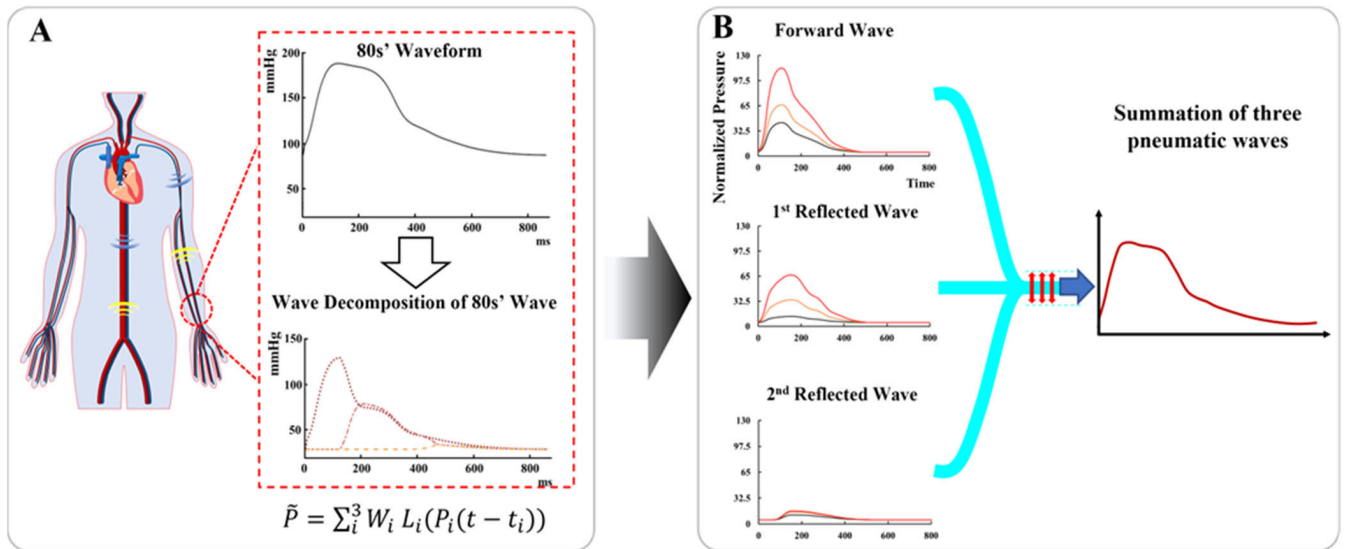 A
80s' Waveform
mmHg
200
150
100
50
0 200 400 600 800
ms
Wave Decomposition of 80s' Wave
mmHg
150
100
50
0 200 400 600 800
ms
P̃ = ∑ᵢ³ Wᵢ Lᵢ(Pᵢ(t − tᵢ))
B
Forward Wave
Normalized Pressure
130
97.5
65
32.5
0
0 200 400 600 800
Time
1st Reflected Wave
130
97.5
65
32.5
0
0 200 400 600 800
2nd Reflected Wave
130
97.5
65
32.5
0
0 200 400 600 800
Summation of three
pneumatic waves